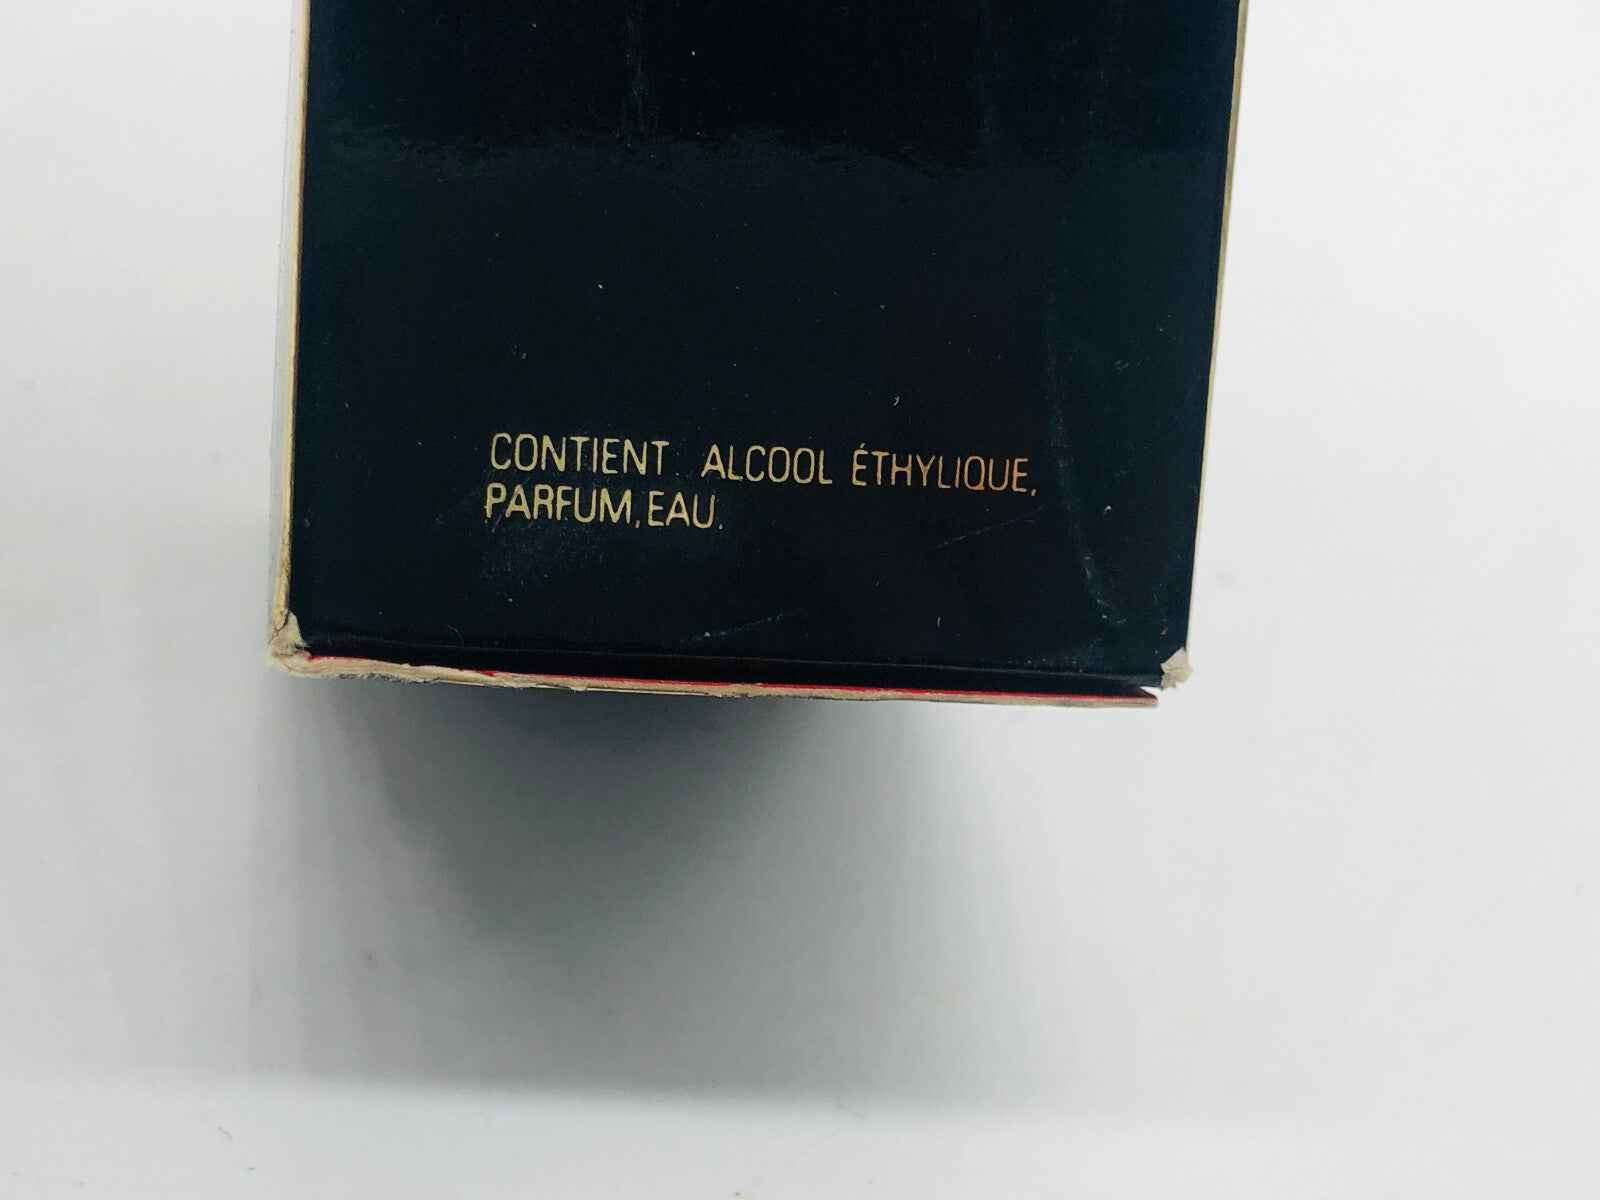 CONTIENT. ALCOOL ÉTHYLIQUE,
PARFUM, EAU.